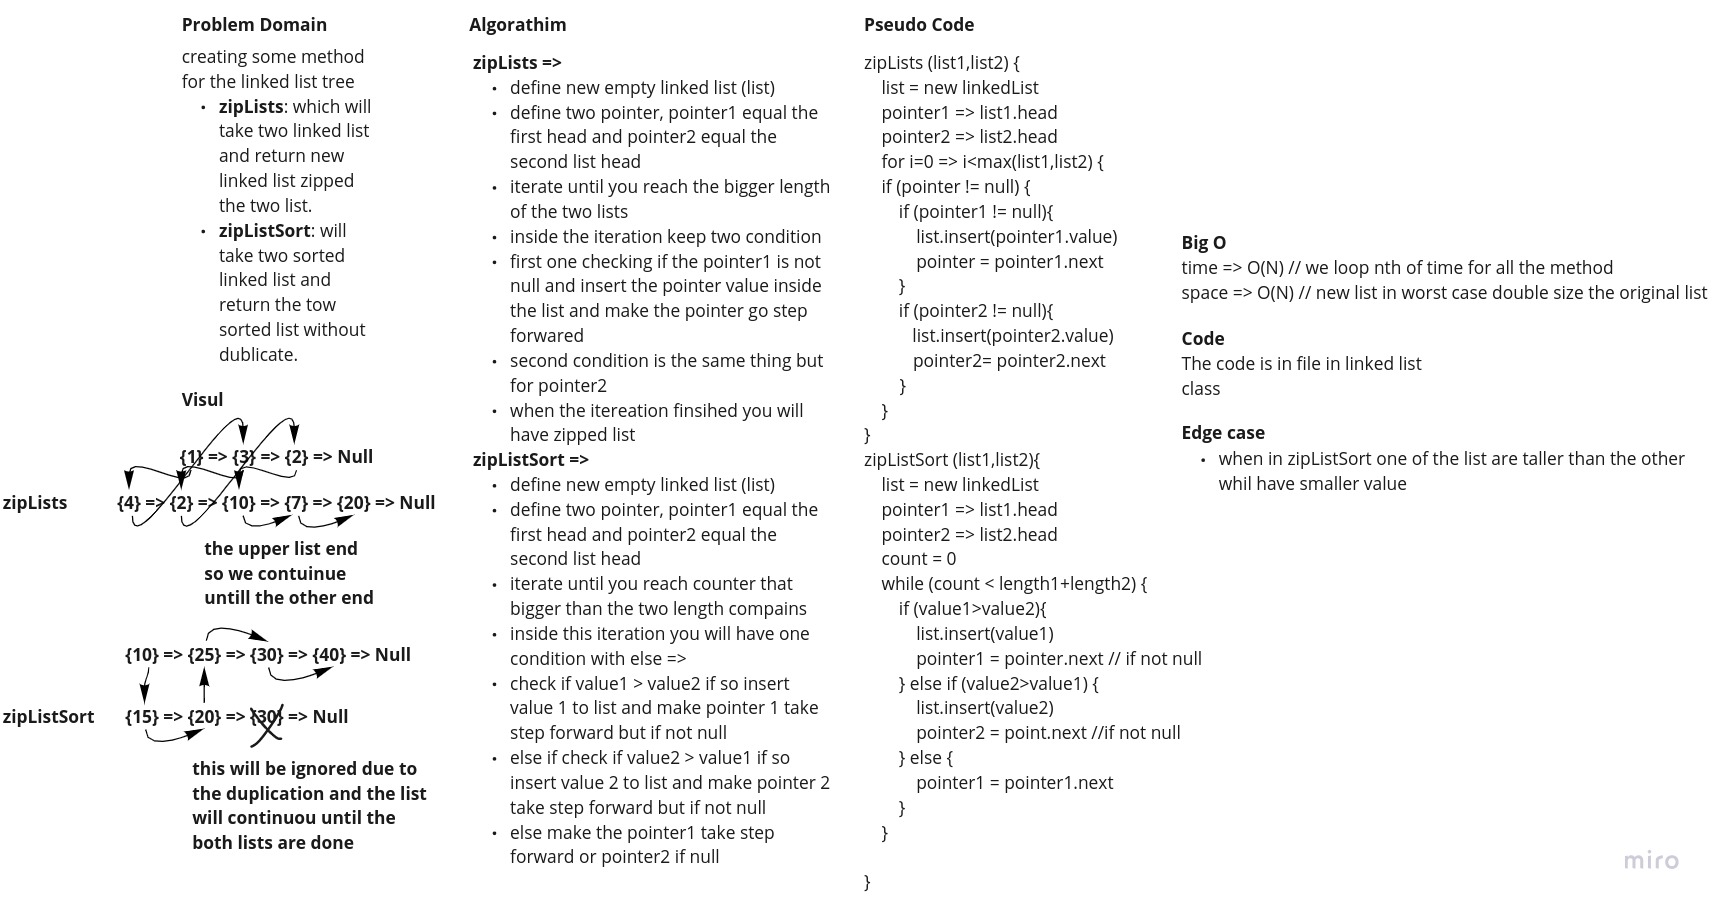 Problem Domain
creating some method
for the linked list tree
• zipLists: which will
take two linked list
and return new
linked list zipped
the two list.
• zipListSort: will
take two sorted
linked list and
return the tow
sorted list without
dublicate.
Visul
{1} => {3} => {2} => Null
zipLists
{4} => {2} => {10} => {7} => {20} => Null
the upper list end
so we contuinue
untill the other end
{10} => {25} => {30} => {40} => Null
zipListSort
{15} => {20} => {30} => Null
this will be ignored due to
the duplication and the list
will continuou until the
both lists are done
Algorathim
zipLists =>
• define new empty linked list (list)
• define two pointer, pointer1 equal the
first head and pointer2 equal the
second list head
• iterate until you reach the bigger length
of the two lists
• inside the iteration keep two condition
• first one checking if the pointer1 is not
null and insert the pointer value inside
the list and make the pointer go step
forwared
• second condition is the same thing but
for pointer2
• when the itereation finsihed you will
have zipped list
zipListSort =>
• define new empty linked list (list)
• define two pointer, pointer1 equal the
first head and pointer2 equal the
second list head
• iterate until you reach counter that
bigger than the two length compains
• inside this iteration you will have one
condition with else =>
• check if value1 > value2 if so insert
value 1 to list and make pointer 1 take
step forward but if not null
• else if check if value2 > value1 if so
insert value 2 to list and make pointer 2
take step forward but if not null
• else make the pointer1 take step
forward or pointer2 if null
Pseudo Code
zipLists (list1,list2) {
list = new linkedList
pointer1 => list1.head
pointer2 => list2.head
for i=0 => i<max(list1,list2) {
if (pointer != null) {
if (pointer1 != null){
list.insert(pointer1.value)
pointer = pointer1.next
}
if (pointer2 != null){
list.insert(pointer2.value)
pointer2= pointer2.next
}
}
}
zipListSort (list1,list2){
list = new linkedList
pointer1 => list1.head
pointer2 => list2.head
count = 0
while (count < length1+length2) {
if (value1>value2){
list.insert(value1)
pointer1 = pointer.next // if not null
} else if (value2>value1) {
list.insert(value2)
pointer2 = point.next //if not null
} else {
pointer1 = pointer1.next
}
}
}
Big O
time => O(N) // we loop nth of time for all the method
space => O(N) // new list in worst case double size the original list
Code
The code is in file in linked list
class
Edge case
• when in zipListSort one of the list are taller than the other
whil have smaller value
miro